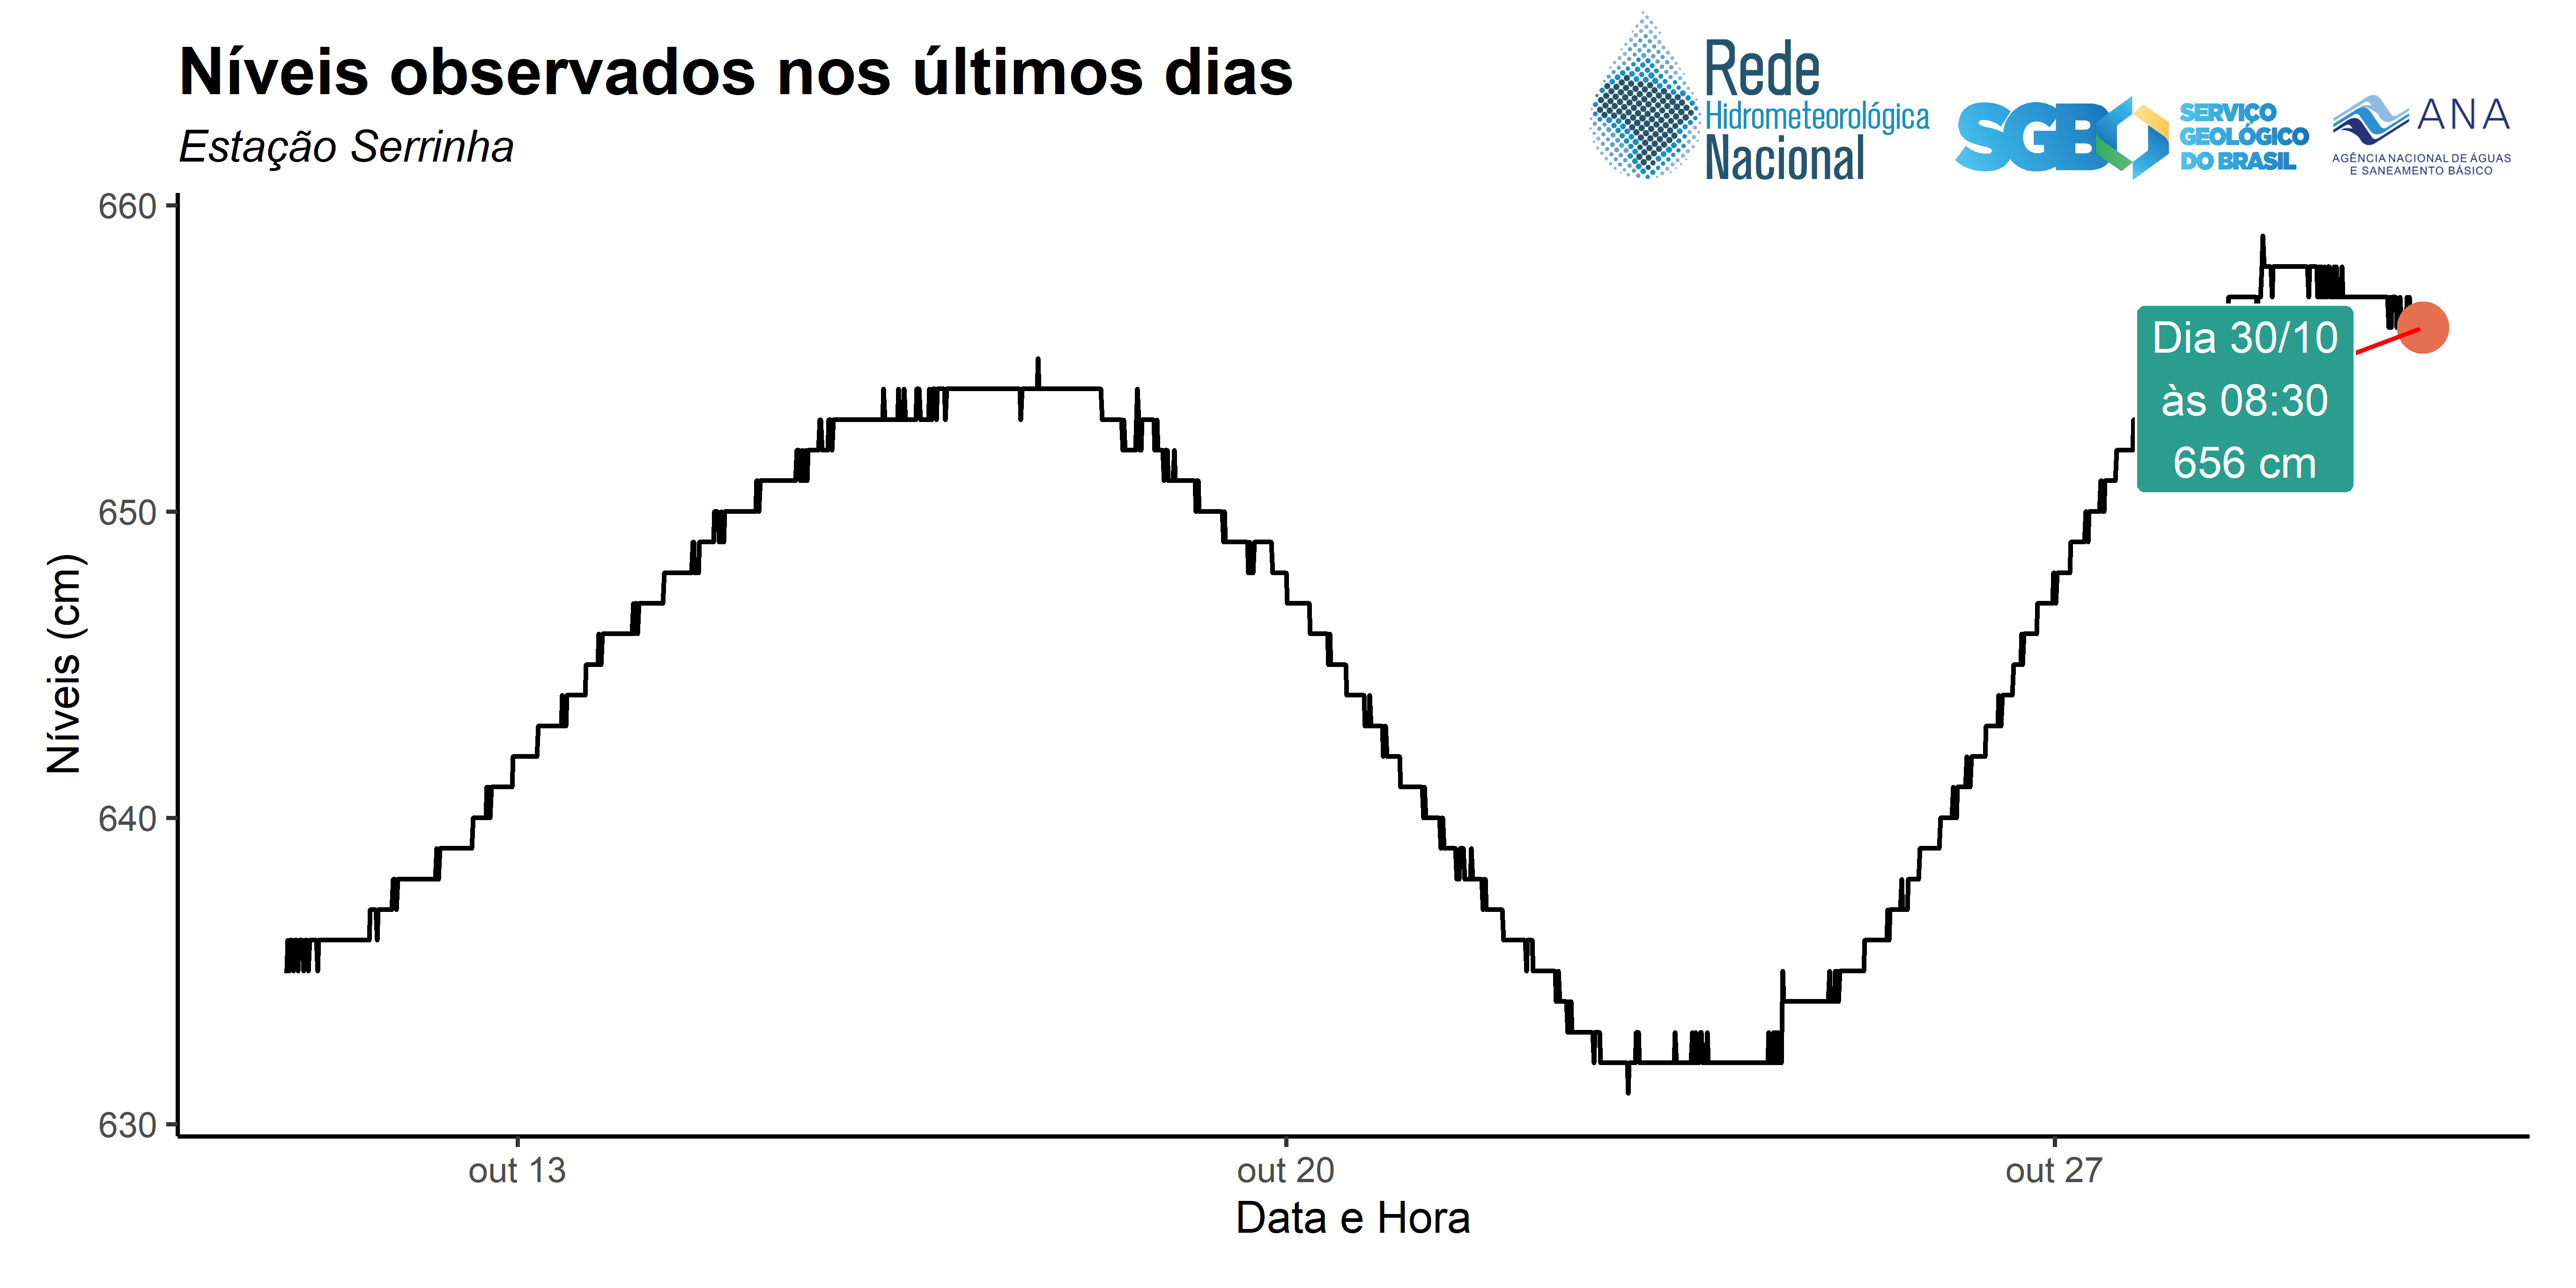 Níveis observados nos últimos dias
Estação Serrinha
Rede
Hidrometeorológica
Nacional
SGB
SERVIÇO
GEOLÓGICO
DO BRASIL
ANA
AGÊNCIA NACIONAL DE ÁGUAS
E SANEAMENTO BÁSICO
660
650
640
630
Níveis (cm)
Dia 30/10
às 08:30
656 cm
out 13
out 20
out 27
Data e Hora